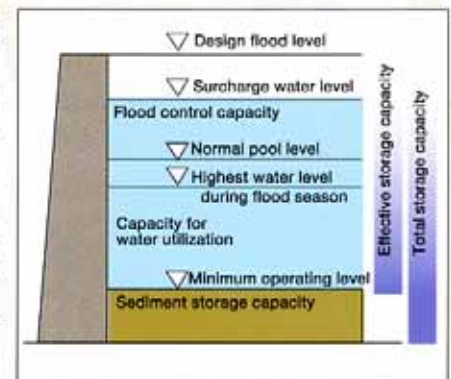 Design flood level
Surcharge water level
Flood control capacity
Normal pool level
Highest water level
during flood season
Capacity for
water utilization
Minimum operating level
Sediment storage capacity
Effective storage capacity
Total storage capacity